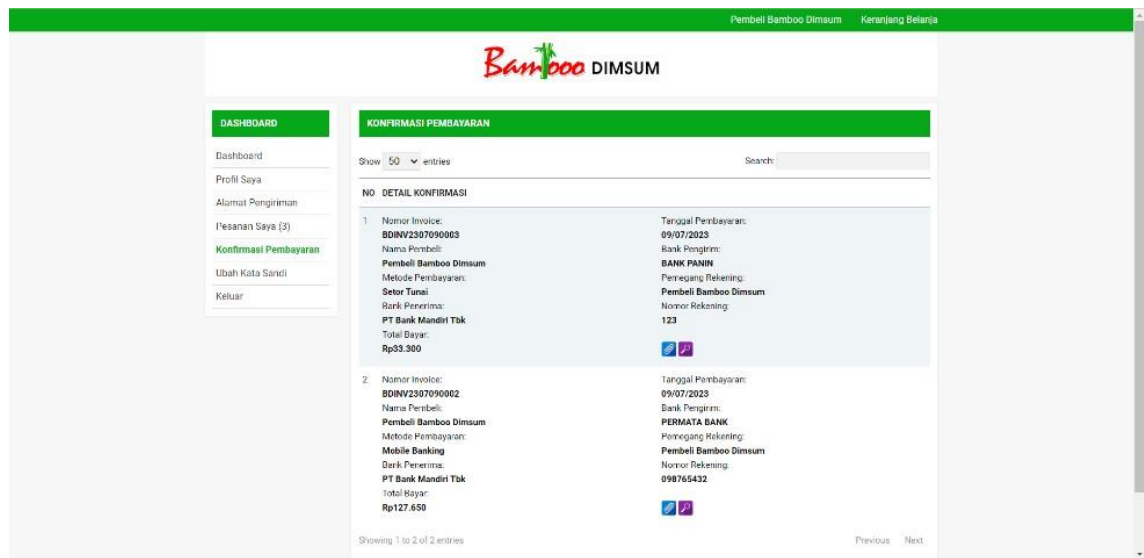 Pembeli Bamboo Dimsum Keranjang Belanja
Bamboo DIMSUM
DASHBOARD
Dashboard
Profil Saya
Alamat Pengiriman
Pesanan Saya (3)
Konfirmasi Pembayaran
Ubah Kata Sandi
Keluar
KONFIRMASI PEMBAYARAN
Show 50 entries Search:
NO DETAIL KONFIRMASI
1 Nomor Invoice: Tanggal Pembayaran:
BDINV2307090003 09/07/2023
Nama Pembeli: Bank Pengirim:
Pembeli Bamboo Dimsum BANK PANIN
Metode Pembayaran: Pemegang Rekening:
Setor Tunai Pembeli Bamboo Dimsum
Bank Penerima: Nomor Rekening:
PT Bank Mandiri Tbk 123
Total Bayar:
Rp33.300
2 Nomor Invoice: Tanggal Pembayaran:
BDINV2307090002 09/07/2023
Nama Pembeli: Bank Pengirim:
Pembeli Bamboo Dimsum PERMATA BANK
Metode Pembayaran: Pemegang Rekening:
Mobile Banking Pembeli Bamboo Dimsum
Bank Penerima: Nomor Rekening:
PT Bank Mandiri Tbk 098765432
Total Bayar:
Rp127.650
Showing 1 to 2 of 2 entries Previous Next